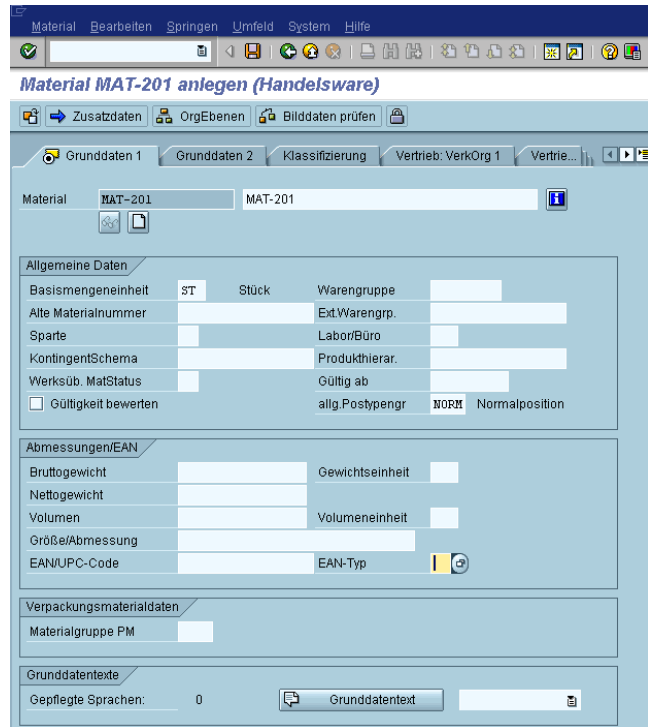 Material Bearbeiten Springen Umfeld System Hilfe
Material MAT-201 anlegen (Handelsware)
Zusatzdaten OrgEbenen Bilddaten prüfen
Grunddaten 1 Grunddaten 2 Klassifizierung Vertrieb: VerkOrg 1 Vertrie...
Material MAT-201 MAT-201
Allgemeine Daten
Basismengeneinheit ST Stück Warengruppe
Alte Materialnummer Ext.Warengrp.
Sparte Labor/Büro
KontingentSchema Produkthierar.
Werksüb. MatStatus Gültig ab
Gültigkeit bewerten allg.Postypengr NORM Normalposition
Abmessungen/EAN
Bruttogewicht Gewichtseinheit
Nettogewicht
Volumen Volumeneinheit
Größe/Abmessung
EAN/UPC-Code EAN-Typ
Verpackungsmaterialdaten
Materialgruppe PM
Grunddatentexte
Gepflegte Sprachen: 0 Grunddatentext